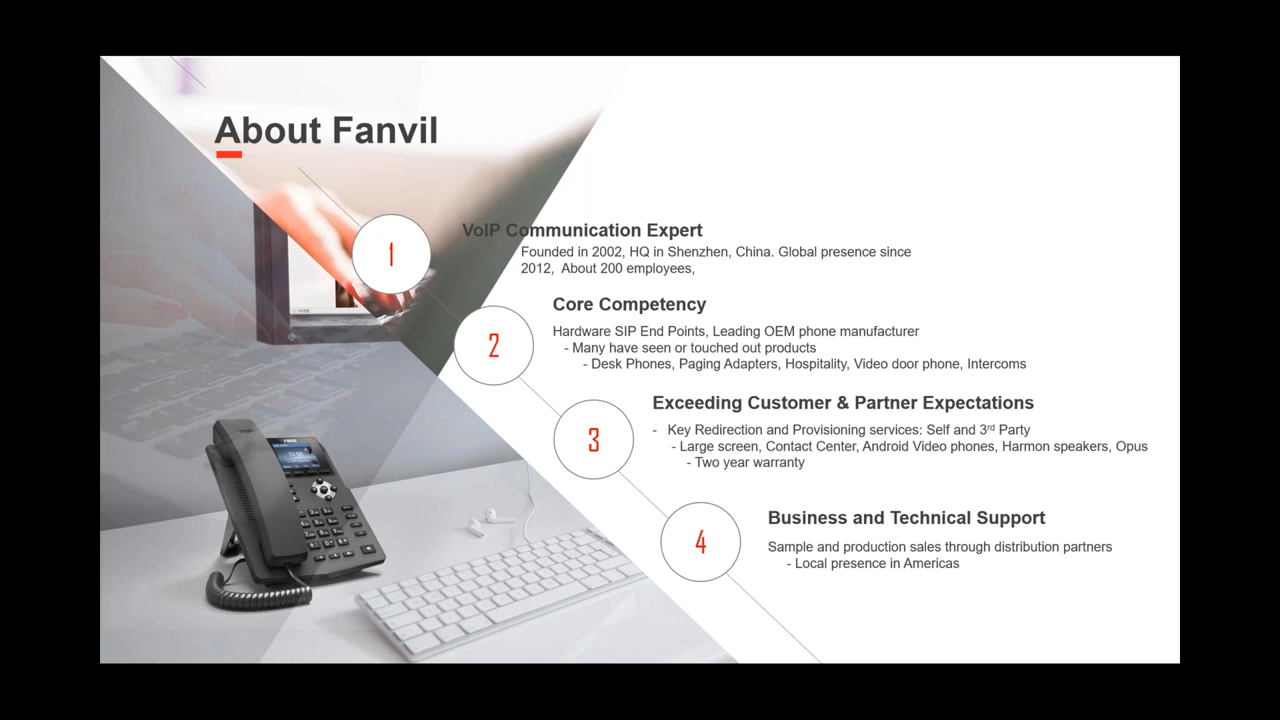 About Fanvil
1
VoIP Communication Expert
Founded in 2002, HQ in Shenzhen, China. Global presence since
2012,  About 200 employees,
2
Core Competency
Hardware SIP End Points, Leading OEM phone manufacturer
- Many have seen or touched out products
- Desk Phones, Paging Adapters, Hospitality, Video door phone, Intercoms
3
Exceeding Customer & Partner Expectations
- Key Redirection and Provisioning services: Self and 3rd Party
- Large screen, Contact Center, Android Video phones, Harmon speakers, Opus
- Two year warranty
4
Business and Technical Support
Sample and production sales through distribution partners
- Local presence in Americas